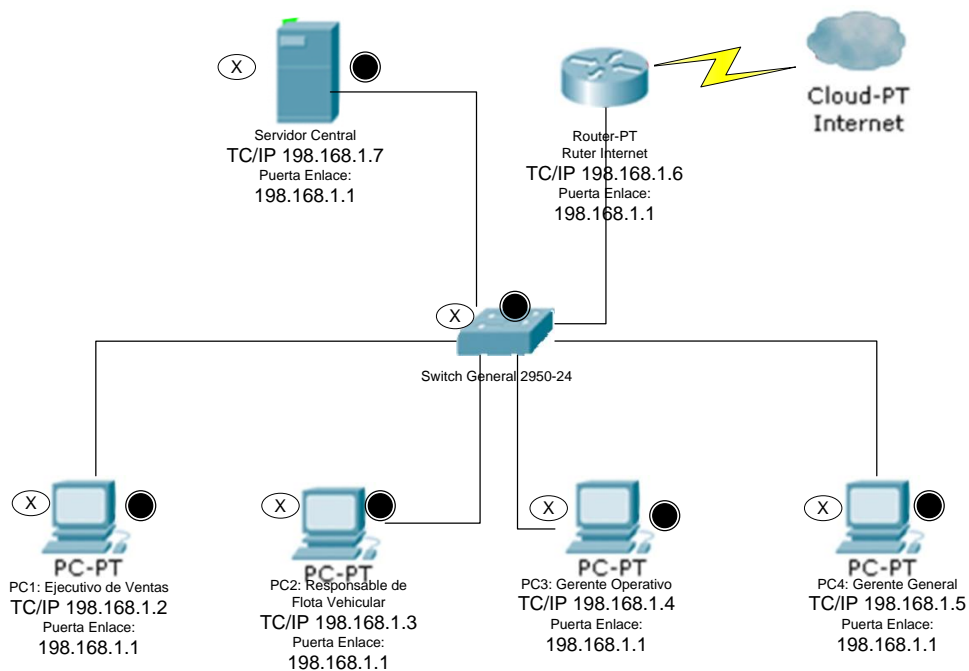 X
Servidor Central
TC/IP 198.168.1.7
Puerta Enlace:
198.168.1.1
Router-PT
Ruter Internet
TC/IP 198.168.1.6
Puerta Enlace:
198.168.1.1
Cloud-PT
Internet
X
Switch General 2950-24
X
PC-PT
PC1: Ejecutivo de Ventas
TC/IP 198.168.1.2
Puerta Enlace:
198.168.1.1
X
PC-PT
PC2: Responsable de
Flota Vehicular
TC/IP 198.168.1.3
Puerta Enlace:
198.168.1.1
X
PC-PT
PC3: Gerente Operativo
TC/IP 198.168.1.4
Puerta Enlace:
198.168.1.1
X
PC-PT
PC4: Gerente General
TC/IP 198.168.1.5
Puerta Enlace:
198.168.1.1